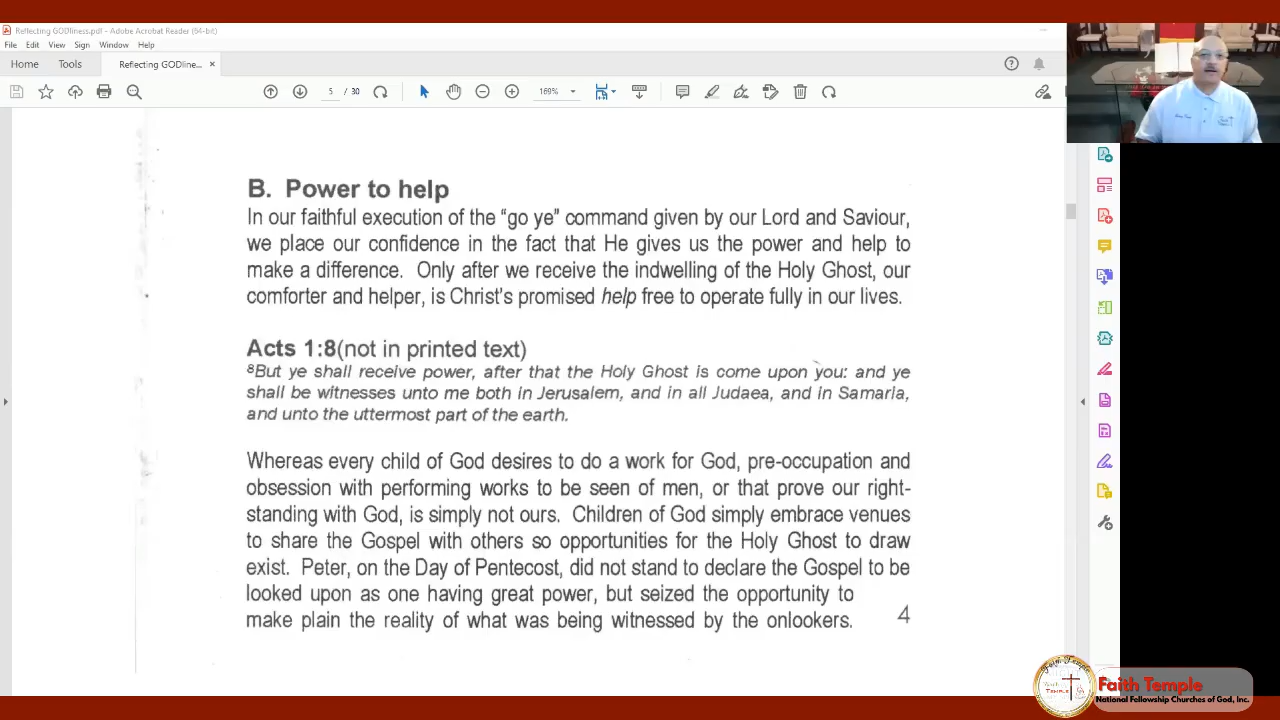 Reflecting GODliness.pdf - Adobe Acrobat Reader (64-bit)
File Edit View Sign Window Help
Home Tools Reflecting GODline... ×
5 / 30 169%
B. Power to help
In our faithful execution of the “go ye” command given by our Lord and Saviour,
we place our confidence in the fact that He gives us the power and help to
make a difference. Only after we receive the indwelling of the Holy Ghost, our
comforter and helper, is Christ's promised help free to operate fully in our lives.
Acts 1:8(not in printed text)
⁸But ye shall receive power, after that the Holy Ghost is come upon you: and ye
shall be witnesses unto me both in Jerusalem, and in all Judaea, and in Samaria,
and unto the uttermost part of the earth.
Whereas every child of God desires to do a work for God, pre-occupation and
obsession with performing works to be seen of men, or that prove our right-
standing with God, is simply not ours. Children of God simply embrace venues
to share the Gospel with others so opportunities for the Holy Ghost to draw
exist. Peter, on the Day of Pentecost, did not stand to declare the Gospel to be
looked upon as one having great power, but seized the opportunity to
make plain the reality of what was being witnessed by the onlookers.
4
Faith Temple
Faith Temple
National Fellowship Churches of God, Inc.